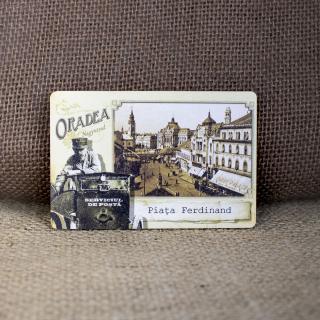 ORADEA
Nagyvárad
SERVICIUL
DE POSTĂ
Piața Ferdinand